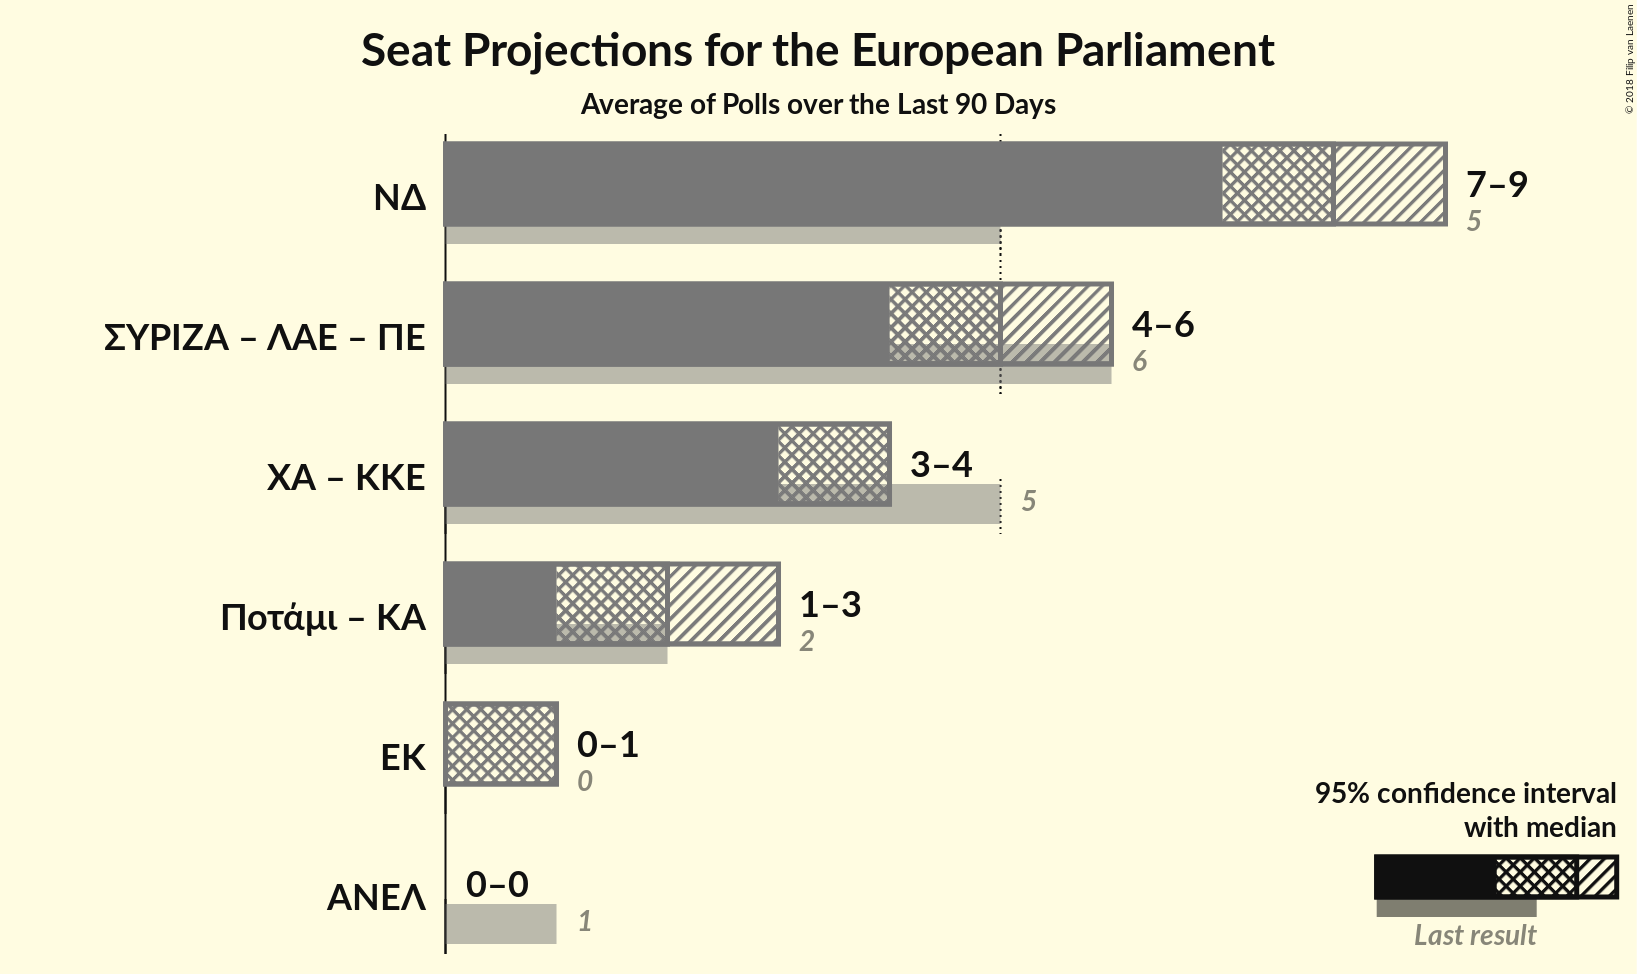 Seat Projections for the European Parliament
Average of Polls over the Last 90 Days
© 2018 Filip van Laenen
ΝΔ
7–9
5
ΣΥΡΙΖΑ – ΛΑΕ – ΠΕ
4–6
6
ΧΑ – ΚΚΕ
3–4
5
Ποτάμι – ΚΑ
1–3
2
ΕΚ
0–1
0
ΑΝΕΛ
0–0
1
95% confidence interval
with median
Last result